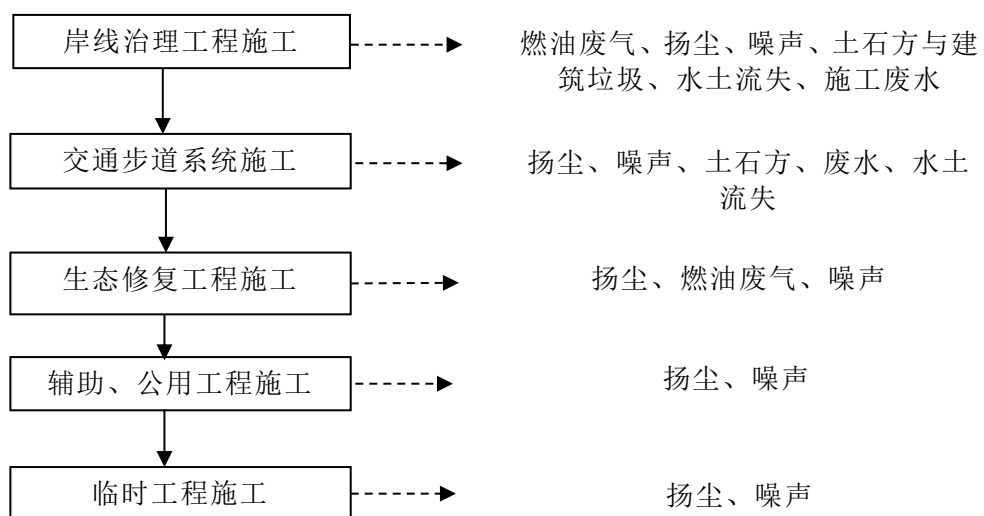 岸线治理工程施工
燃油废气、扬尘、噪声、土石方与建
筑垃圾、水土流失、施工废水
交通步道系统施工
扬尘、噪声、土石方、废水、水土
流失
生态修复工程施工
扬尘、燃油废气、噪声
辅助、公用工程施工
扬尘、噪声
临时工程施工
扬尘、噪声